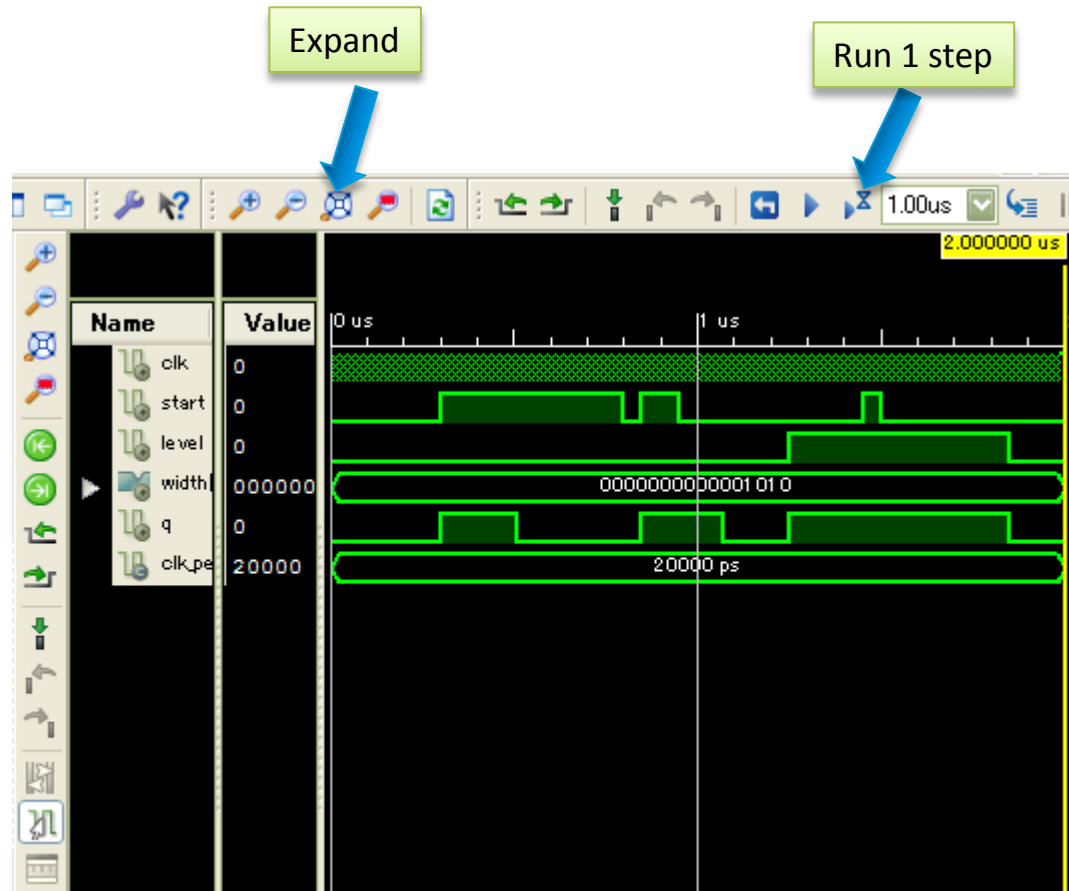 Expand
Run 1 step
1.00us
2.000000 us
Name Value 0 us 1 us
clk 0
start 0
level 0
width 000000 0000000000001010
q 0
clk_pe 20000 20000 ps